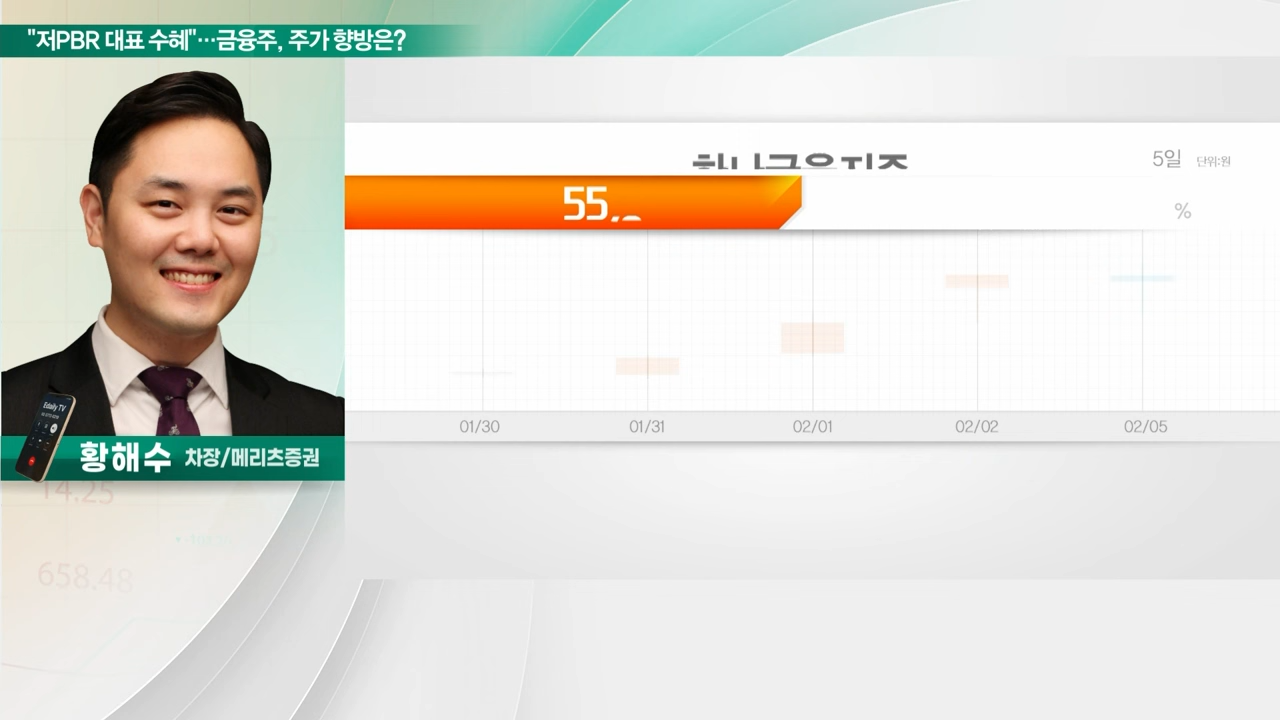 "저PBR 대표 수혜"…금융주, 주가 향방은?
5일 단위:원
55
%
01/30 01/31 02/01 02/02 02/05
Edaily TV
황해수 차장/메리츠증권
14.25
658.48